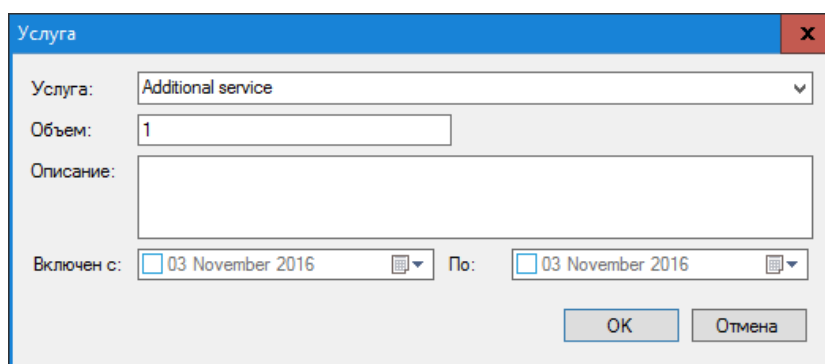 Услуга
Услуга: Additional service
Объем: 1
Описание:
Включен с: 03 November 2016 По: 03 November 2016
OK Отмена